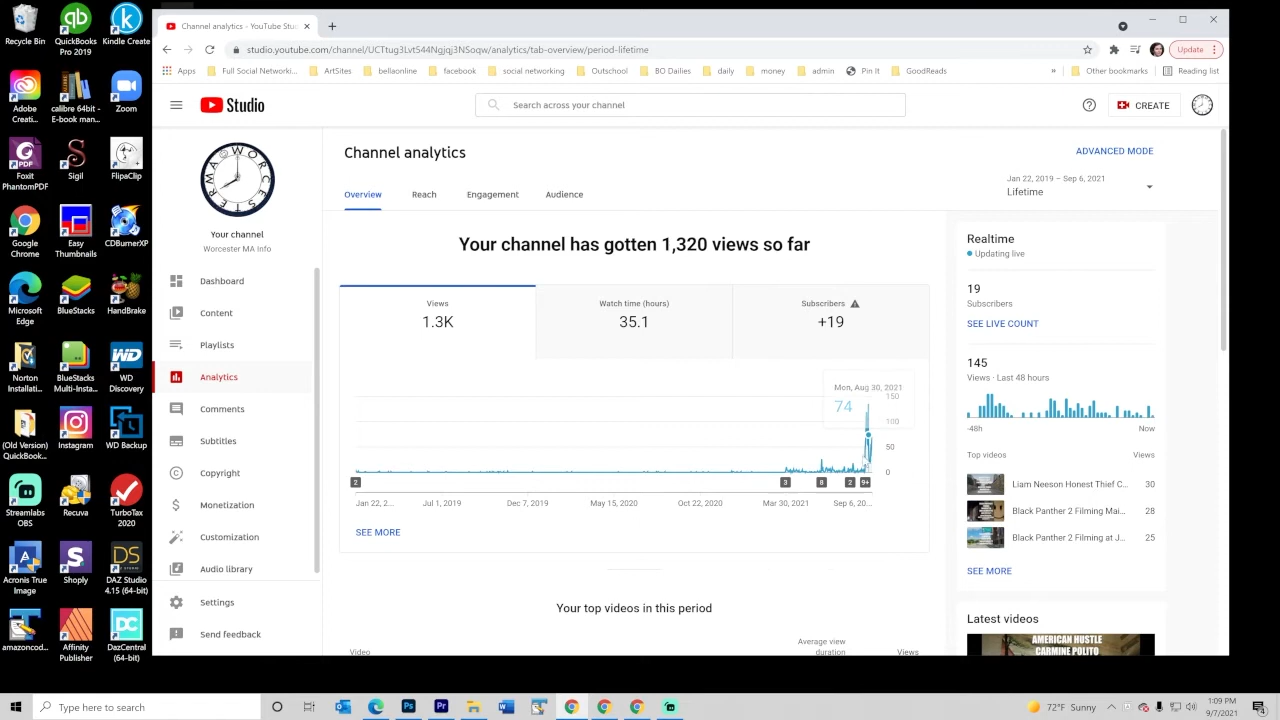 Recycle Bin
QuickBooks Pro 2019
Kindle Create
Adobe Creati...
calibre 64bit - E-book man...
Zoom
Foxit PhantomPDF
Sigil
FlipaClip
Google Chrome
Easy Thumbnails
CDBurnerXP
Microsoft Edge
BlueStacks
HandBrake
Norton Installati...
BlueStacks Multi-Insta...
WD Discovery
(Old Version) QuickBook...
Instagram
WD Backup
Streamlabs OBS
Recuva
TurboTax 2020
Acronis True Image
Shoply
DAZ Studio 4.15 (64-bit)
amazoncod...
Affinity Publisher
DazCentral (64-bit)
Channel analytics - YouTube Stu
studio.youtube.com/channel/UCTtug3LvtS44Ngjqj3NSoqw/analytics/tab-overview/period-lifetime
Update
Apps
Full Social Networki...
ArtSites
bellaonline
facebook
social networking
Outschool
BO Dailies
daily
money
admin
Pin It
GoodReads
»
Other bookmarks
Reading list
Studio
Search across your channel
CREATE
WORCESTER MA
Your channel
Worcester MA Info
Dashboard
Content
Playlists
Analytics
Comments
Subtitles
Copyright
Monetization
Customization
Audio library
Settings
Send feedback
Channel analytics
ADVANCED MODE
Overview
Reach
Engagement
Audience
Jan 22, 2019 – Sep 6, 2021
Lifetime
Your channel has gotten 1,320 views so far
Views
1.3K
Watch time (hours)
35.1
Subscribers
+19
Mon, Aug 30, 2021
74
150
100
50
0
2
3
8
2
9+
Jan 22, 2...
Jul 1, 2019
Dec 7, 2019
May 15, 2020
Oct 22, 2020
Mar 30, 2021
Sep 6, 20...
SEE MORE
Your top videos in this period
Video
Average view duration
Views
Realtime
Updating live
19
Subscribers
SEE LIVE COUNT
145
Views · Last 48 hours
-48h
Now
Top videos
Views
Liam Neeson Honest Thief C...
30
Black Panther 2 Filming Mai...
28
Black Panther 2 Filming at J...
25
SEE MORE
Latest videos
AMERICAN HUSTLE
CARMINE POLITO
Type here to search
72°F Sunny
1:09 PM
9/7/2021